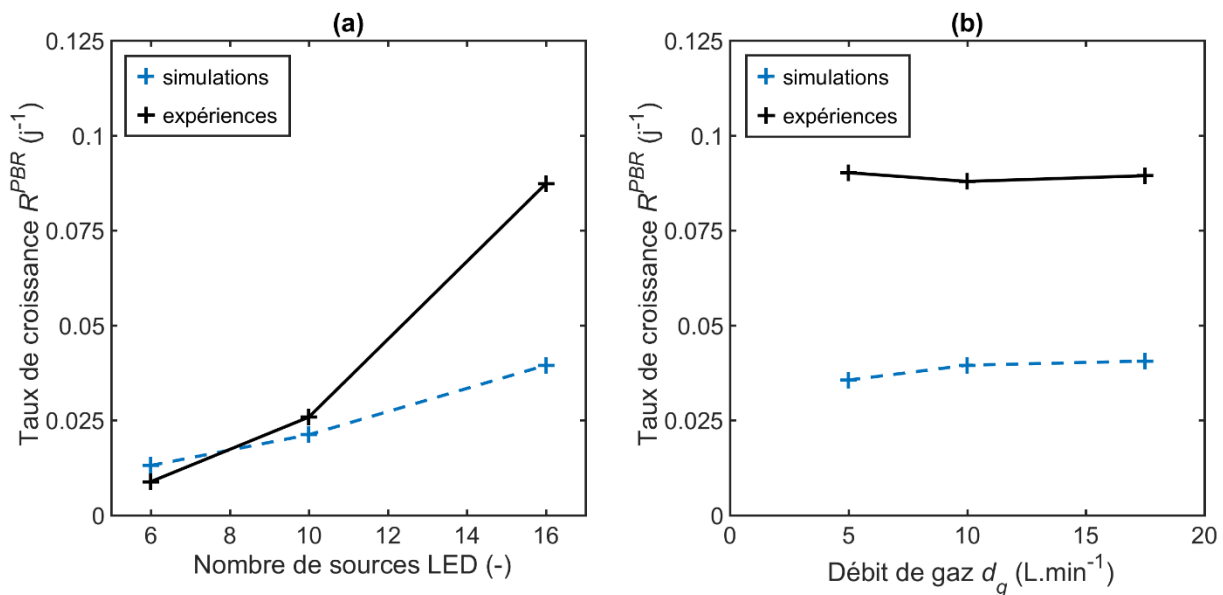 (a)
0.125
0.1
0.075
0.05
0.025
0
Taux de croissance R^PBR (j^-1)
simulations
expériences
6 8 10 12 14 16
Nombre de sources LED (-)
(b)
0.125
0.1
0.075
0.05
0.025
0
Taux de croissance R^PBR (j^-1)
simulations
expériences
0 5 10 15 20
Débit de gaz d_g (L.min^-1)